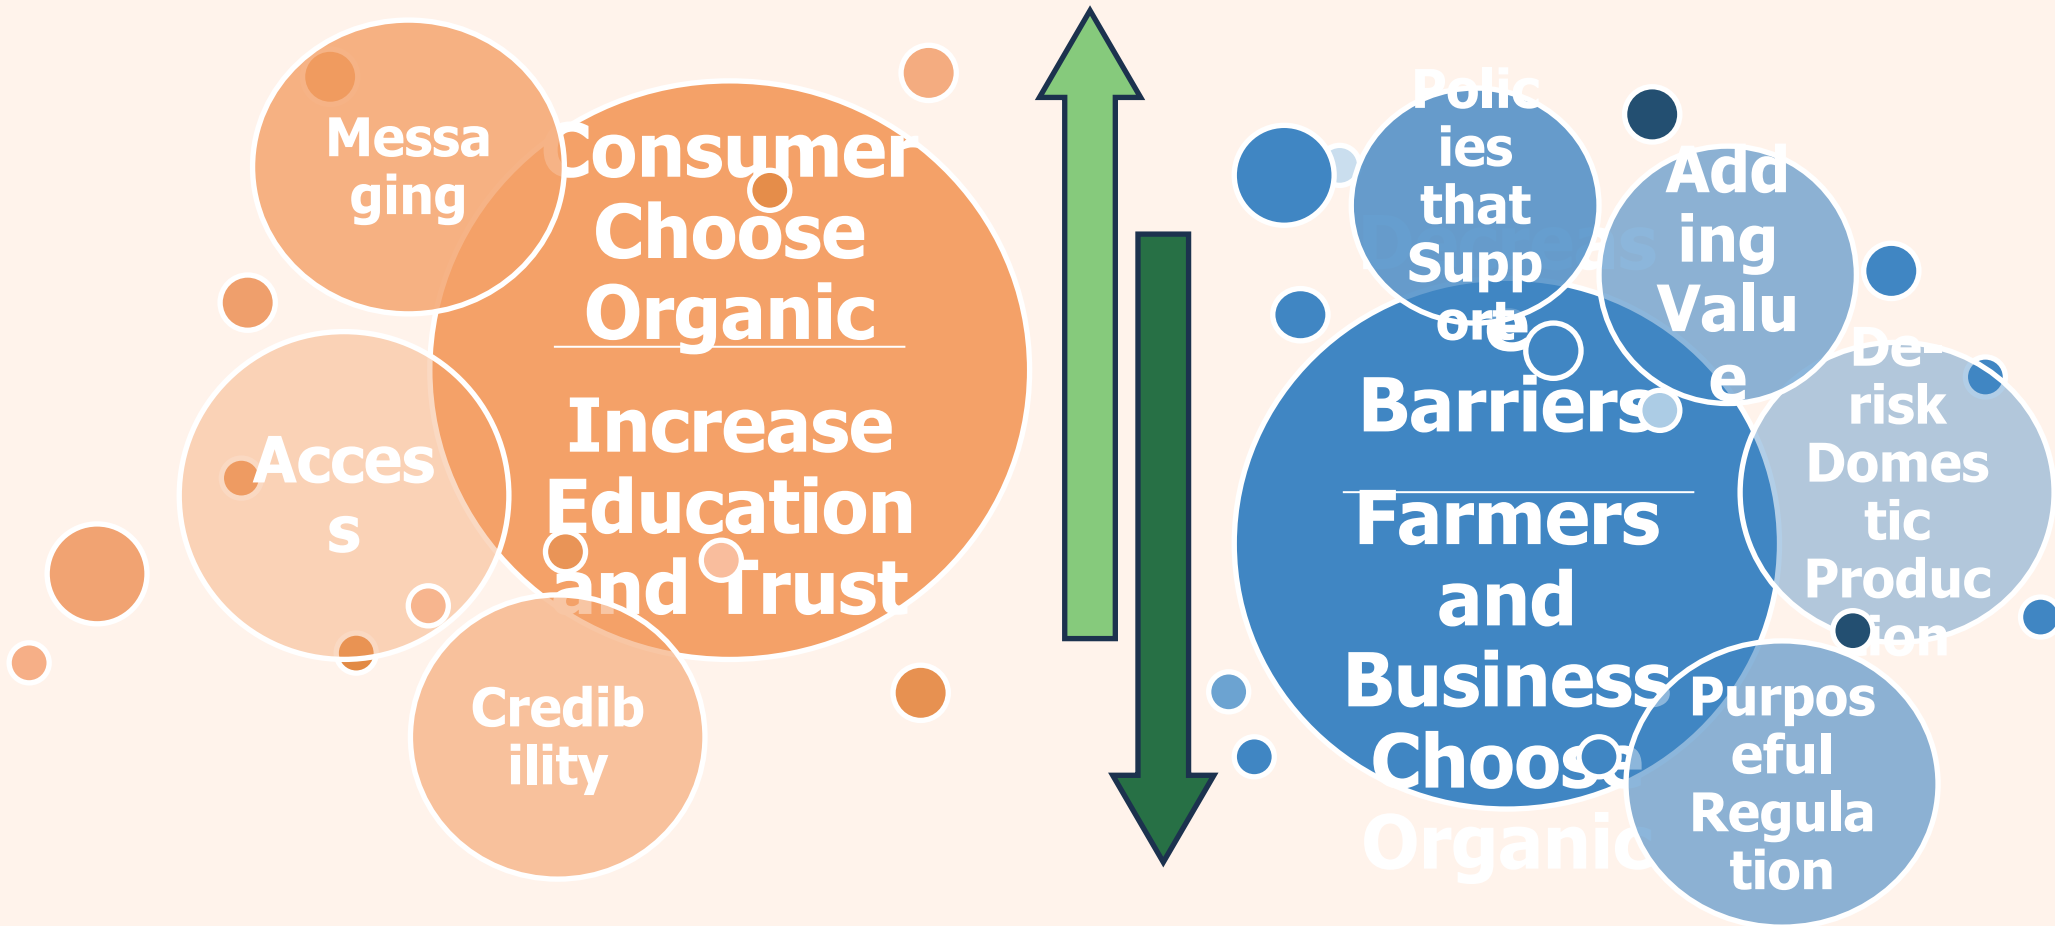 Messa
ging
Consumer
Choose
Organic
Increase
Education
and Trust
Acces
s
Credib
ility
Polic
ies
that
Supp
ort
Add
ing
Valu
e
De-
risk
Domes
tic
Produc
tion
Purpos
eful
Regula
tion
e
Barriers
Farmers
and
Business
Choose
Organic